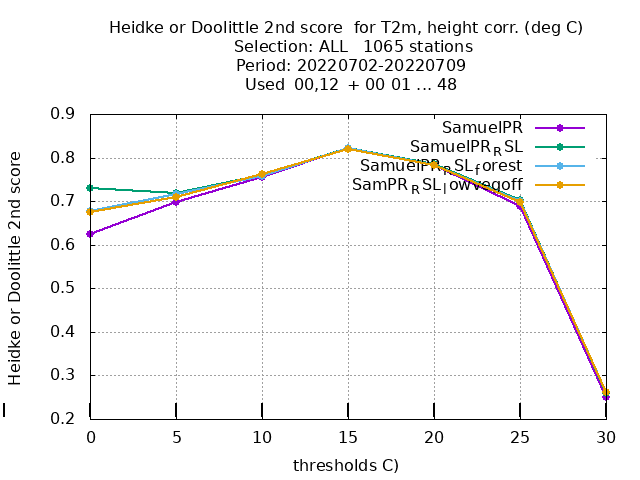 Heidke or Doolittle 2nd score  for T2m, height corr. (deg C)
Selection: ALL   1065 stations
Period: 20220702-20220709
Used  00,12  + 00 01 ... 48
SamuelPR
SamuelPR_RSL
SamuelPR_RSL_forest
SamPR_RSL_lowvegoff
Heidke or Doolittle 2nd score
0.9
0.8
0.7
0.6
0.5
0.4
0.3
0.2
0 5 10 15 20 25 30
thresholds C)